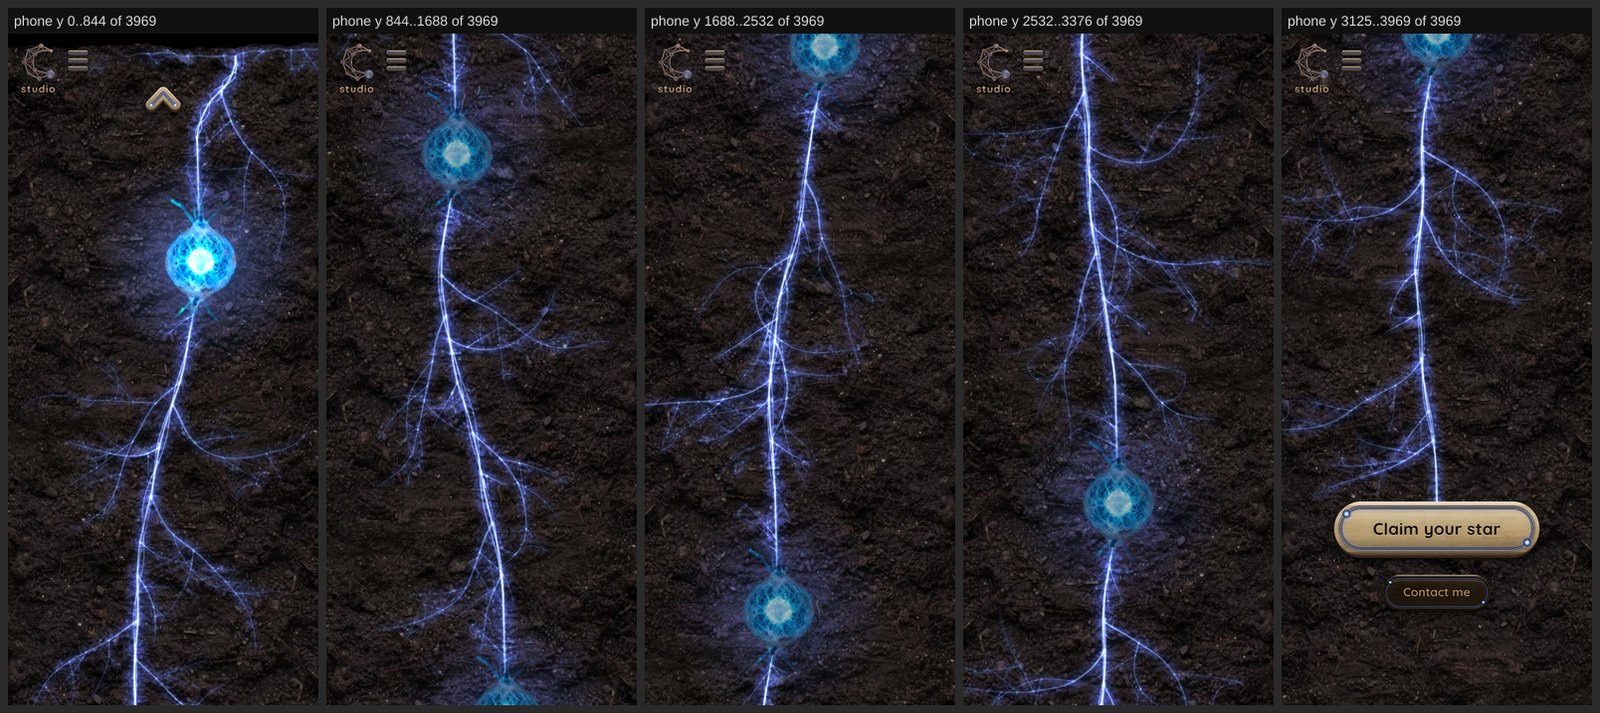 phone y 0..844 of 3969
studio
phone y 844..1688 of 3969
studio
phone y 1688..2532 of 3969
studio
phone y 2532..3376 of 3969
studio
phone y 3125..3969 of 3969
studio
Claim your star
Contact me